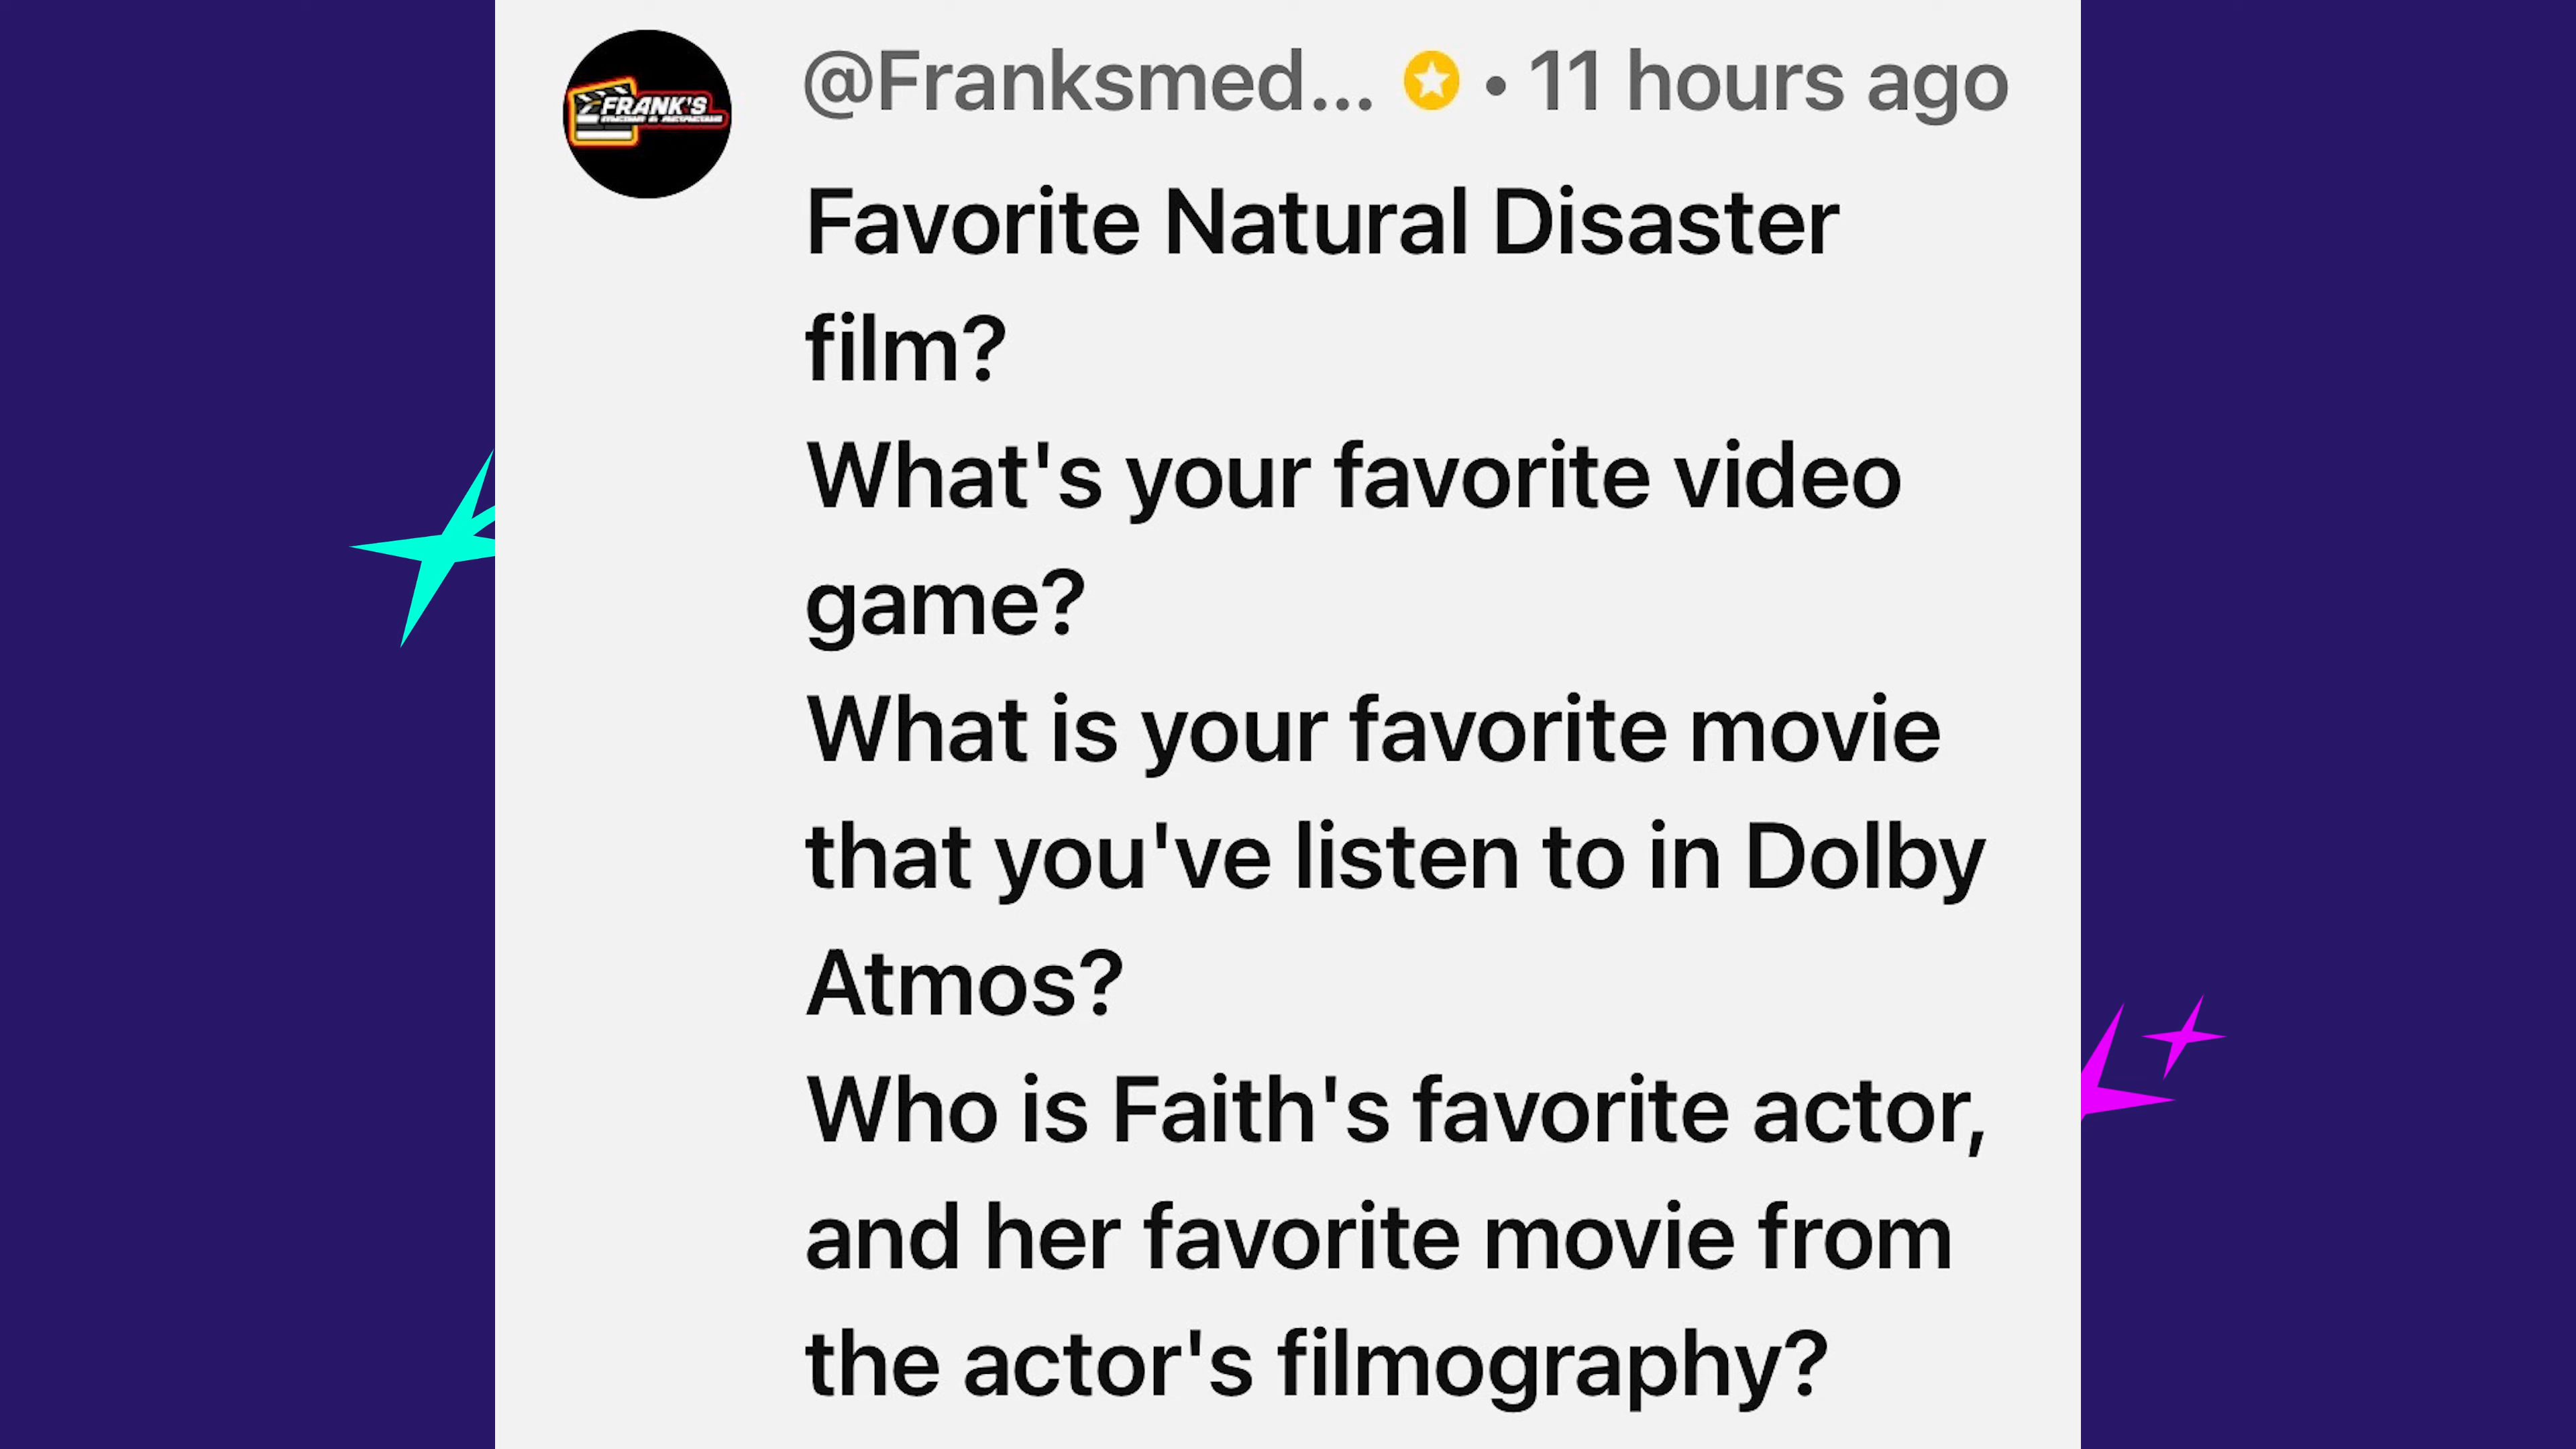 @Franksmed... • 11 hours ago
FRANK'S
Favorite Natural Disaster
film?
What's your favorite video
game?
What is your favorite movie
that you've listen to in Dolby
Atmos?
Who is Faith's favorite actor,
and her favorite movie from
the actor's filmography?